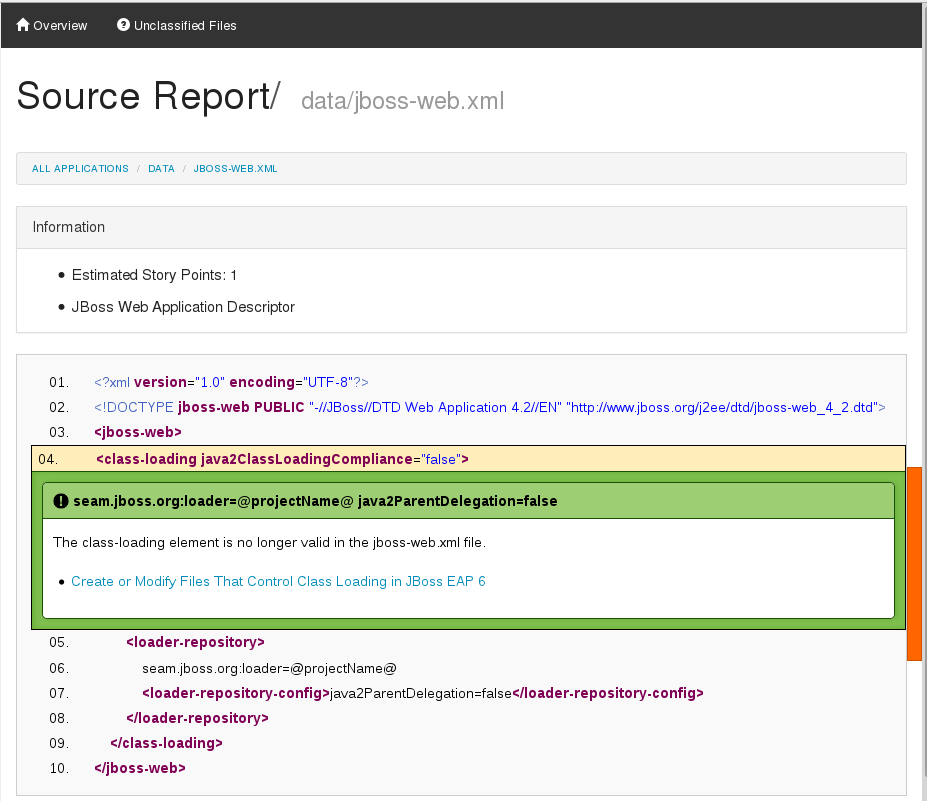 Overview Unclassified Files
Source Report/ data/jboss-web.xml
ALL APPLICATIONS / DATA / JBOSS-WEB.XML
Information
• Estimated Story Points: 1
• JBoss Web Application Descriptor
01. <?xml version="1.0" encoding="UTF-8"?>
02. <!DOCTYPE jboss-web PUBLIC "-//JBoss//DTD Web Application 4.2//EN" "http://www.jboss.org/j2ee/dtd/jboss-web_4_2.dtd">
03. <jboss-web>
04. <class-loading java2ClassLoadingCompliance="false">
seam.jboss.org:loader=@projectName@ java2ParentDelegation=false
The class-loading element is no longer valid in the jboss-web.xml file.
• Create or Modify Files That Control Class Loading in JBoss EAP 6
05. <loader-repository>
06. seam.jboss.org:loader=@projectName@
07. <loader-repository-config>java2ParentDelegation=false</loader-repository-config>
08. </loader-repository>
09. </class-loading>
10. </jboss-web>